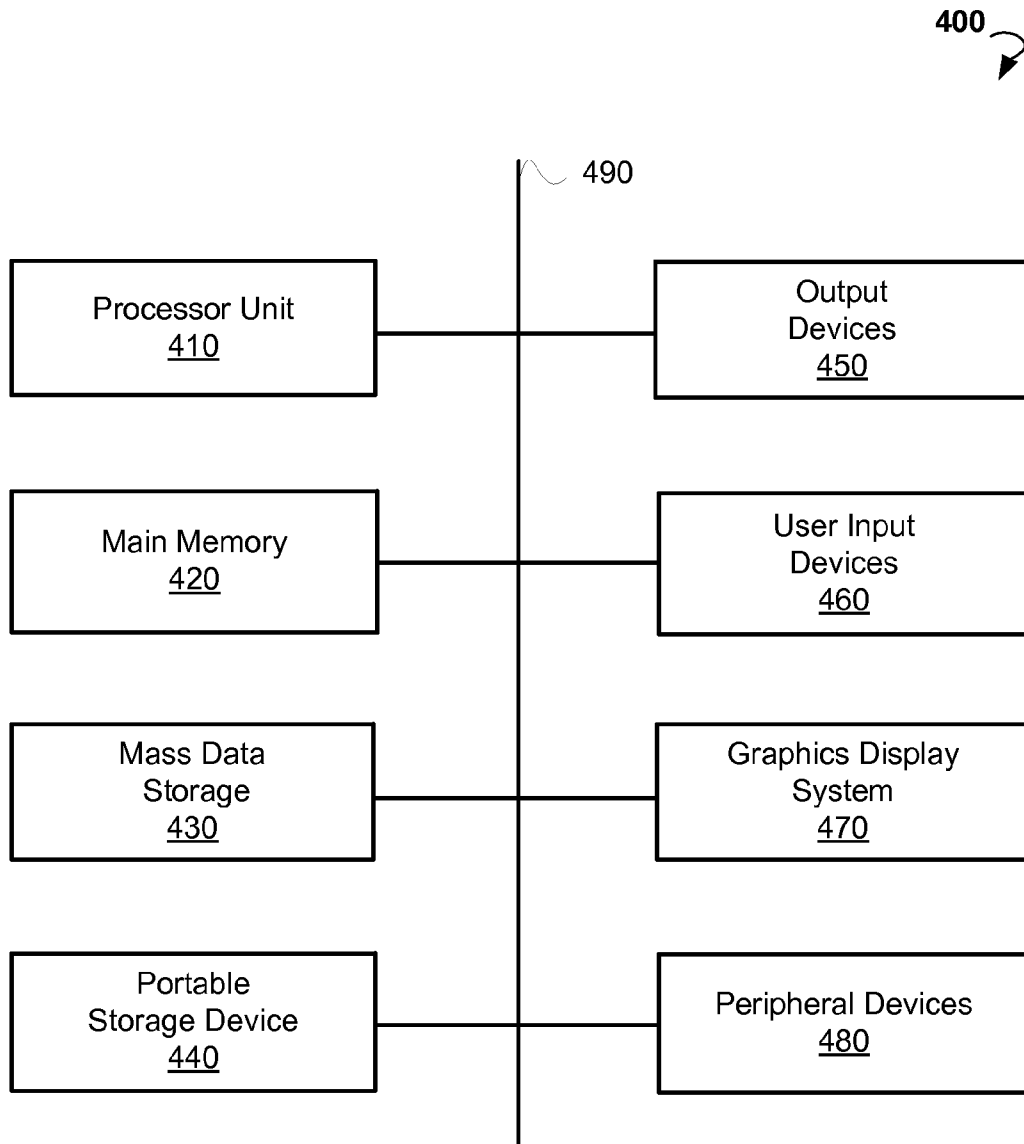 400
490
Processor Unit
410
Output
Devices
450
Main Memory
420
User Input
Devices
460
Mass Data
Storage
430
Graphics Display
System
470
Portable
Storage Device
440
Peripheral Devices
480